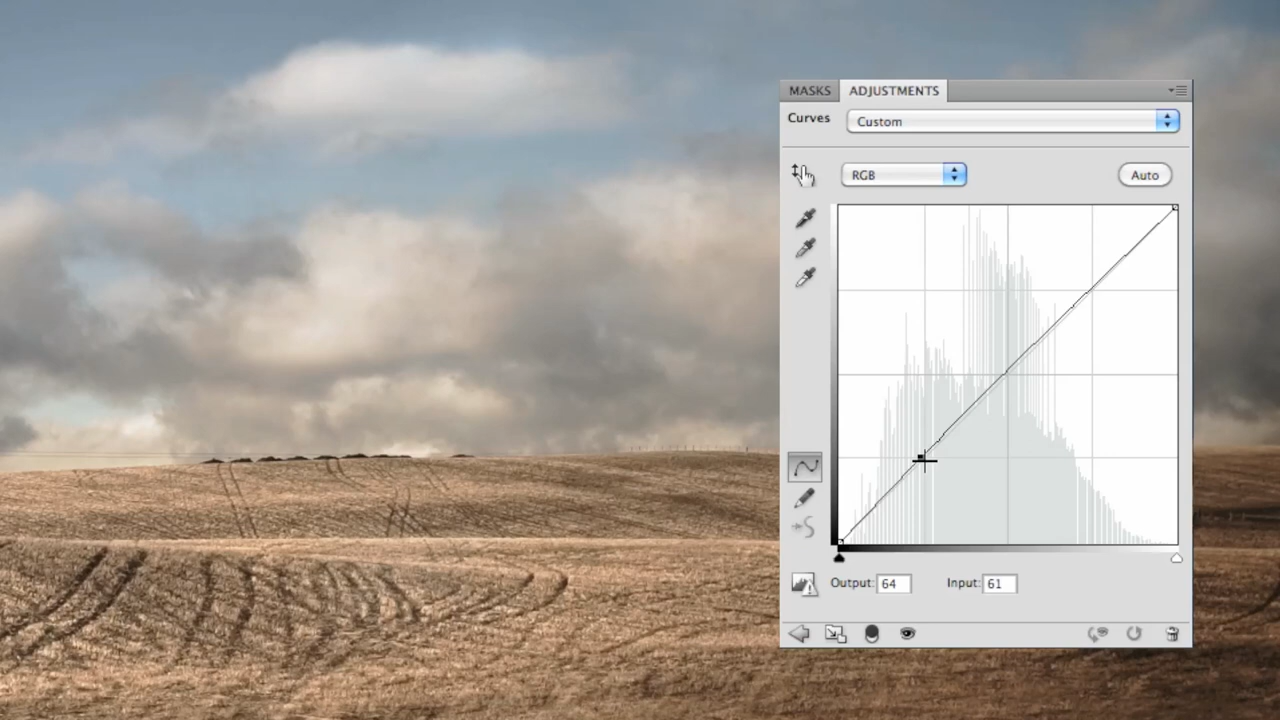 MASKS ADJUSTMENTS
Curves Custom
RGB Auto
Output: 64 Input: 61